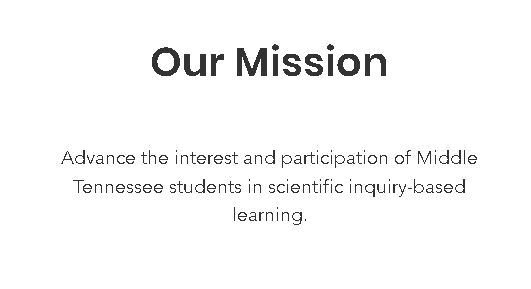 Our Mission
Advance the interest and participation of Middle
Tennessee students in scientific inquiry-based
learning.